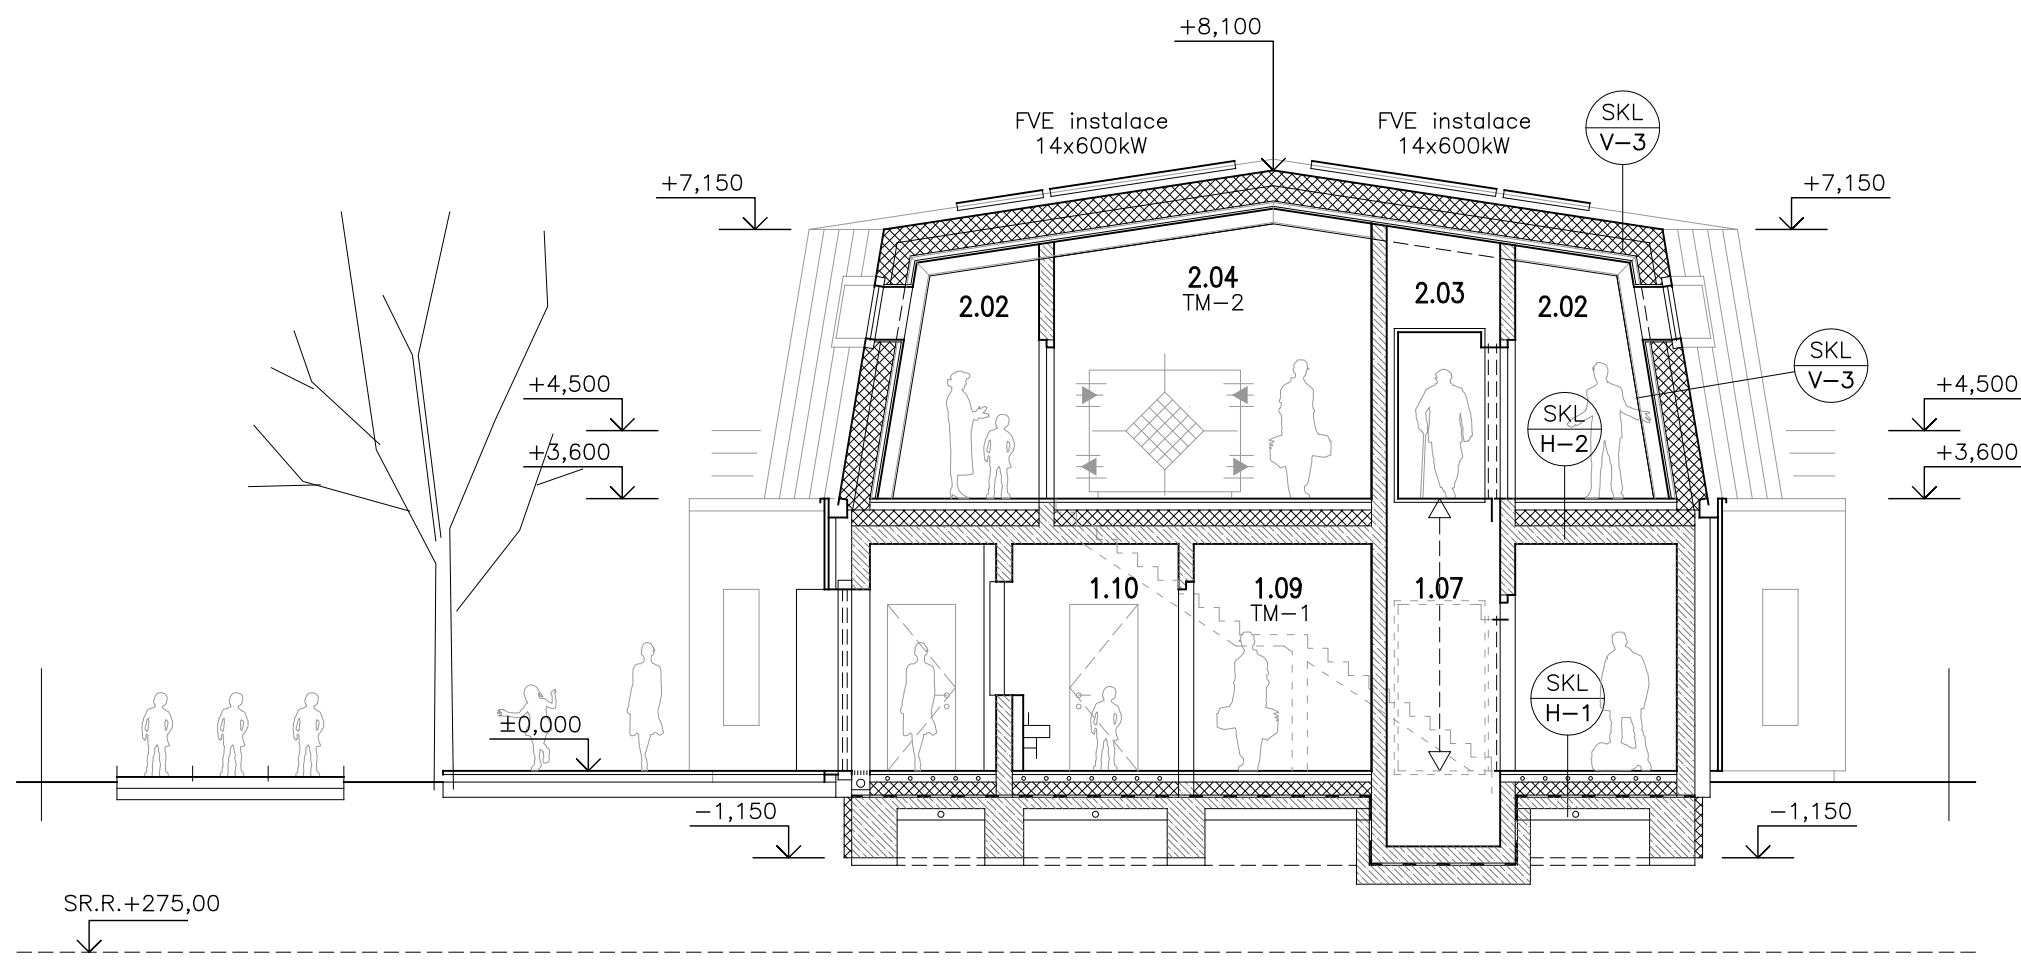 +8,100
FVE instalace
14x600kW
FVE instalace
14x600kW
SKL
V-3
+7,150
+7,150
2.02
2.04
TM-2
2.03
2.02
SKL
V-3
+4,500
+4,500
SKL
H-2
+3,600
+3,600
1.10
1.09
TM-1
1.07
SKL
H-1
±0,000
-1,150
-1,150
SR.R.+275,00